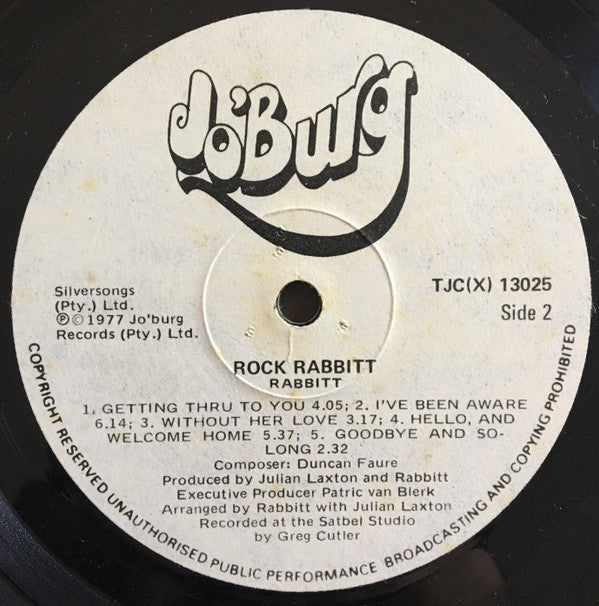 Jo'Burg
Silversongs
(Pty.) Ltd.
℗©1977 Jo'burg
Records (Pty.) Ltd.
TJC(X) 13025
Side 2
ROCK RABBITT
RABBITT
1. GETTING THRU TO YOU 4.05; 2. I'VE BEEN AWARE
6.14; 3. WITHOUT HER LOVE 3.17; 4. HELLO, AND
WELCOME HOME 5.37; 5. GOODBYE AND SO-
LONG 2.32
Composer: Duncan Faure
Produced by Julian Laxton and Rabbitt
Executive Producer Patric van Blerk
Arranged by Rabbitt with Julian Laxton
Recorded at the Satbel Studio
by Greg Cutler
COPYRIGHT RESERVED UNAUTHORISED PUBLIC PERFORMANCE BROADCASTING AND COPYING PROHIBITED